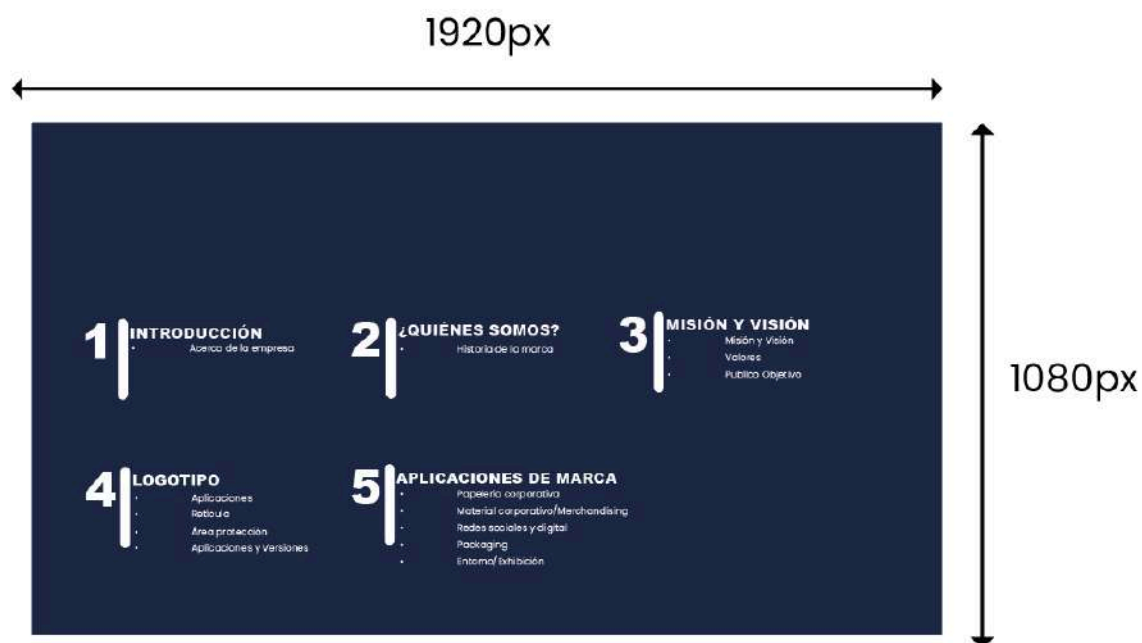 1920px
1080px
1 INTRODUCCIÓN
• Acerca de la empresa
2 ¿QUIÉNES SOMOS?
• Historia de la marca
3 MISIÓN Y VISIÓN
• Misión y Visión
• Valores
• Publico Objetivo
4 LOGOTIPO
• Aplicaciones
• Retícula
• Área protección
• Aplicaciones y Versiones
5 APLICACIONES DE MARCA
• Papelería corporativa
• Material corporativo/Merchandising
• Redes sociales y digital
• Packaging
• Entorno/Exhibición